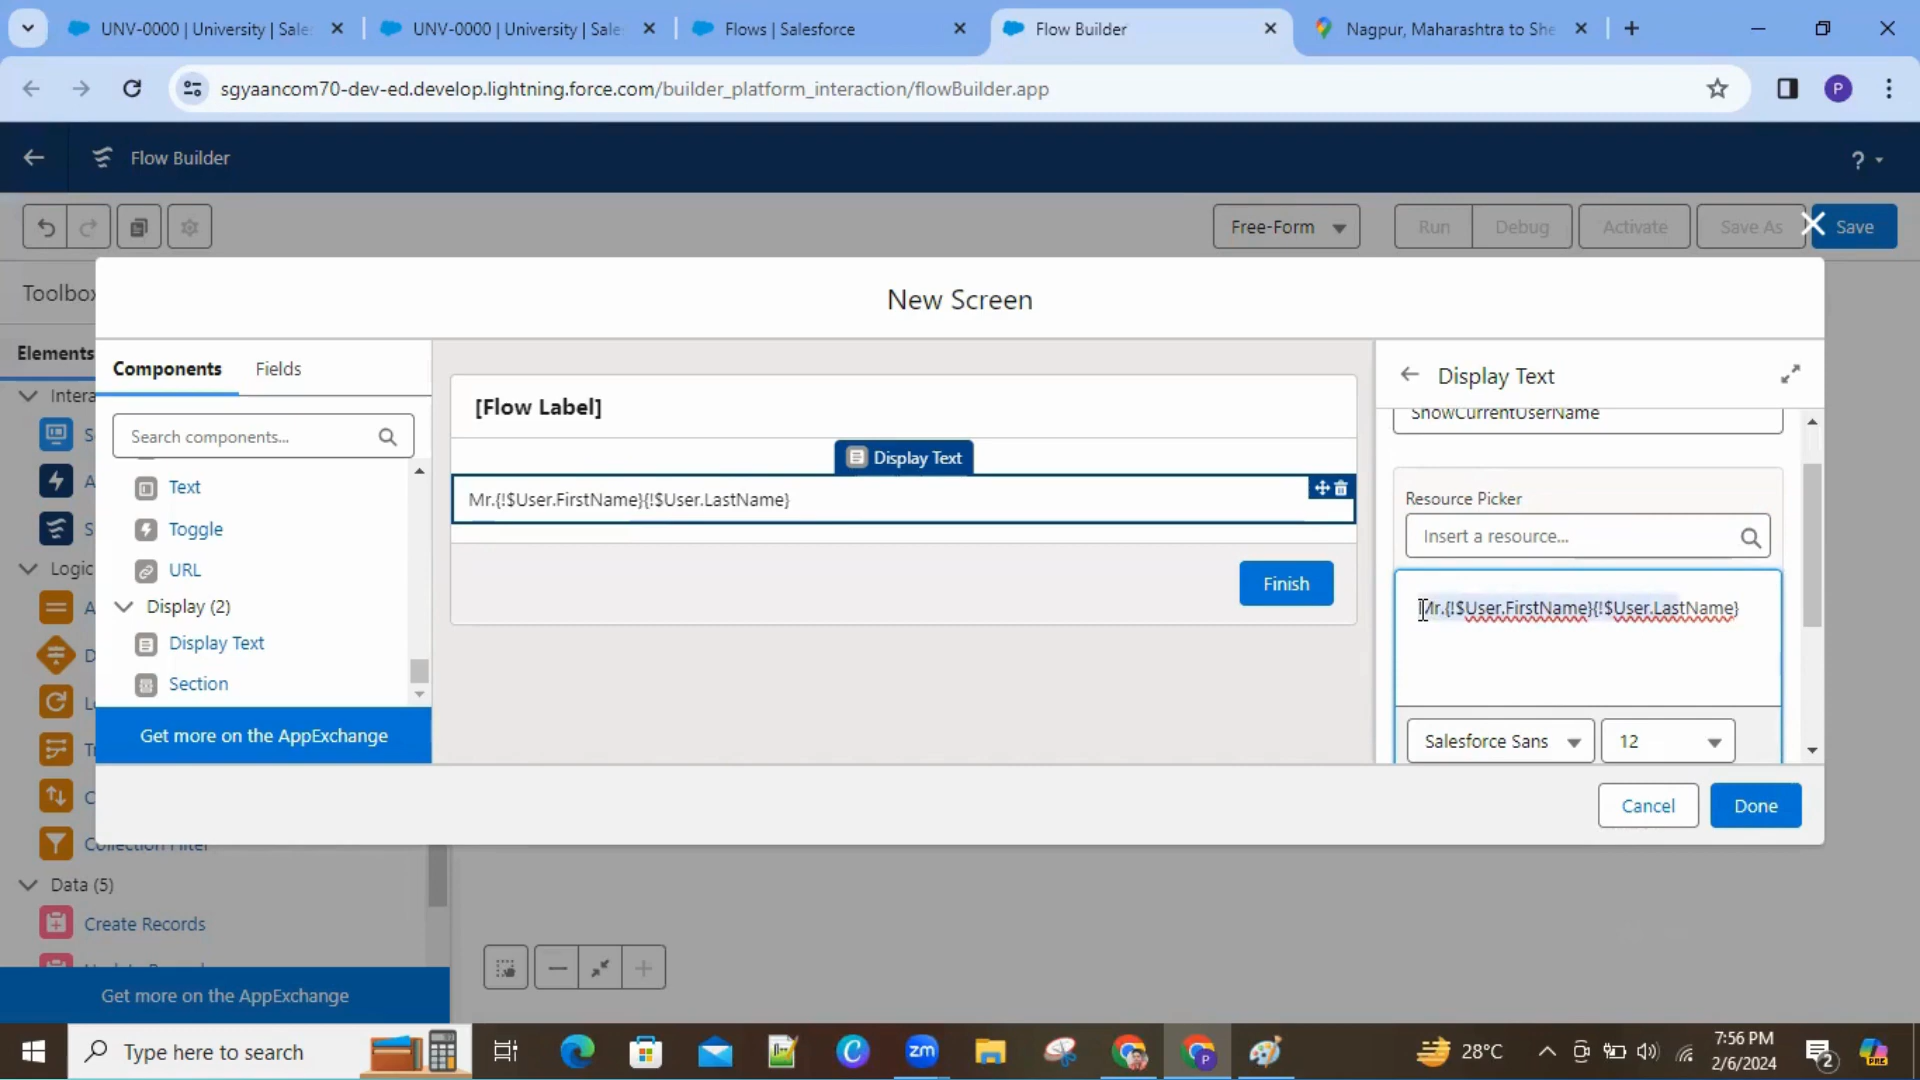 UNV-0000 | University | Sale
UNV-0000 | University | Sale
Flows | Salesforce
Flow Builder
Nagpur, Maharashtra to She
sgyaancom70-dev-ed.develop.lightning.force.com/builder_platform_interaction/flowBuilder.app
P
Flow Builder
?
Free-Form
Run
Debug
Activate
Save As
Save
Toolbox
New Screen
Elements
Components
Fields
[Flow Label]
Display Text
ShowCurrentUserName
Search components...
Display Text
Mr.{!$User.FirstName}{!$User.LastName}
Resource Picker
Insert a resource...
Text
Toggle
URL
Finish
Mr.{!$User.FirstName}{!$User.LastName}
Display (2)
Display Text
Section
Get more on the AppExchange
Salesforce Sans
12
Cancel
Done
Collection Filter
Data (5)
Create Records
Get more on the AppExchange
Type here to search
zm
P
28°C
7:56 PM
2/6/2024
2
PRE